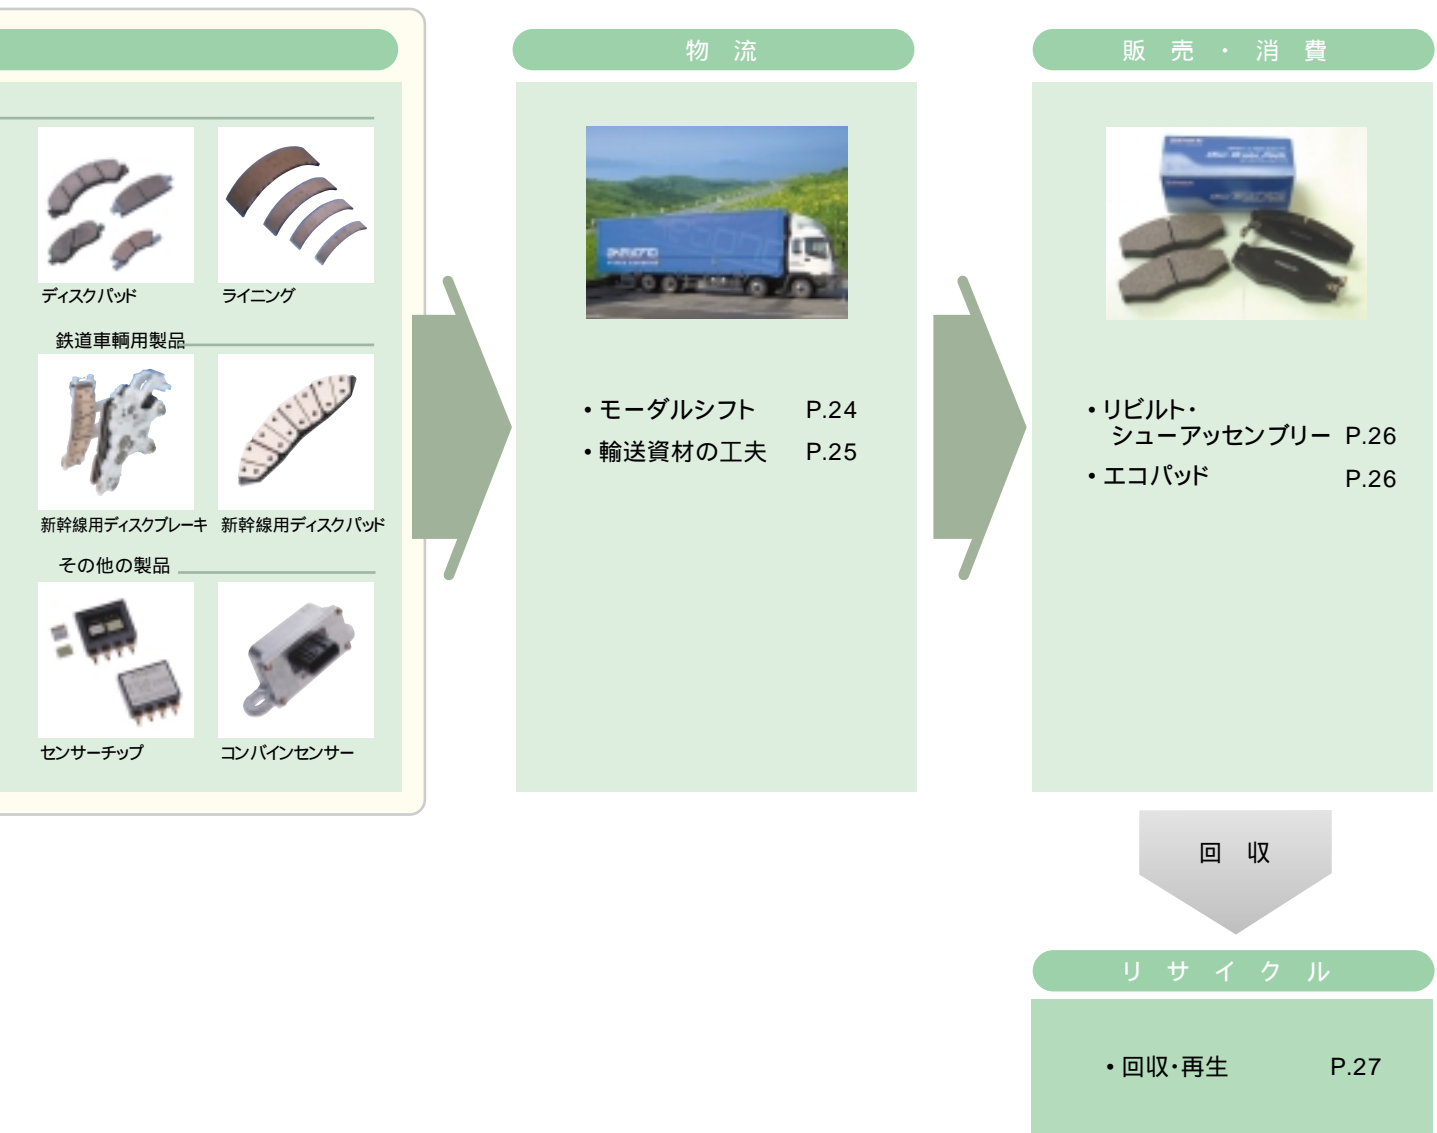 ディスクパッド
ライニング
鉄道車輌用製品
新幹線用ディスクブレーキ
新幹線用ディスクパッド
その他の製品
センサーチップ
コンバインセンサー
物 流
・モーダルシフト P.24
・輸送資材の工夫 P.25
販 売 ・ 消 費
・リビルト・
シューアッセンブリー P.26
・エコパッド P.26
回 収
リ サ イ ク ル
・回収・再生 P.27